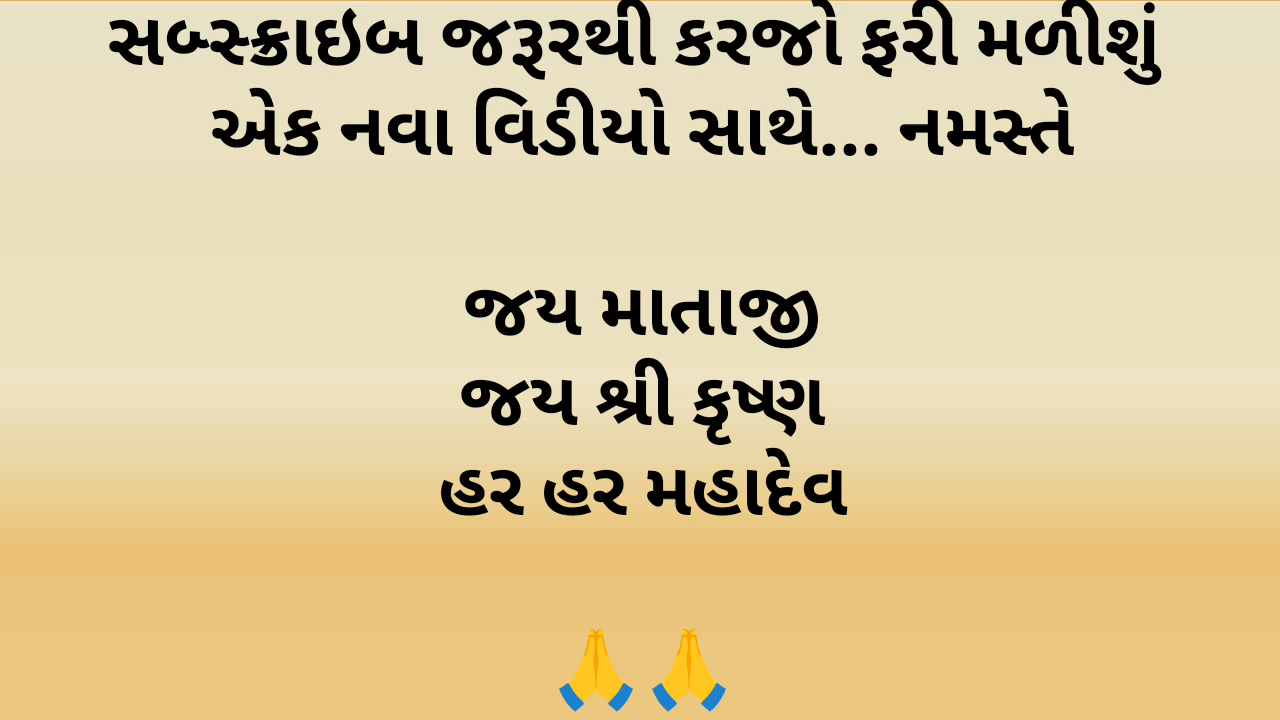 સબ્સ્ક્રાઇબ જરૂરથી કરજો ફરી મળીશું
એક નવા વિડીયો સાથે... નમસ્તે
જય માતાજી
જય શ્રી કૃષ્ણ
હર હર મહાદેવ
🙏🙏